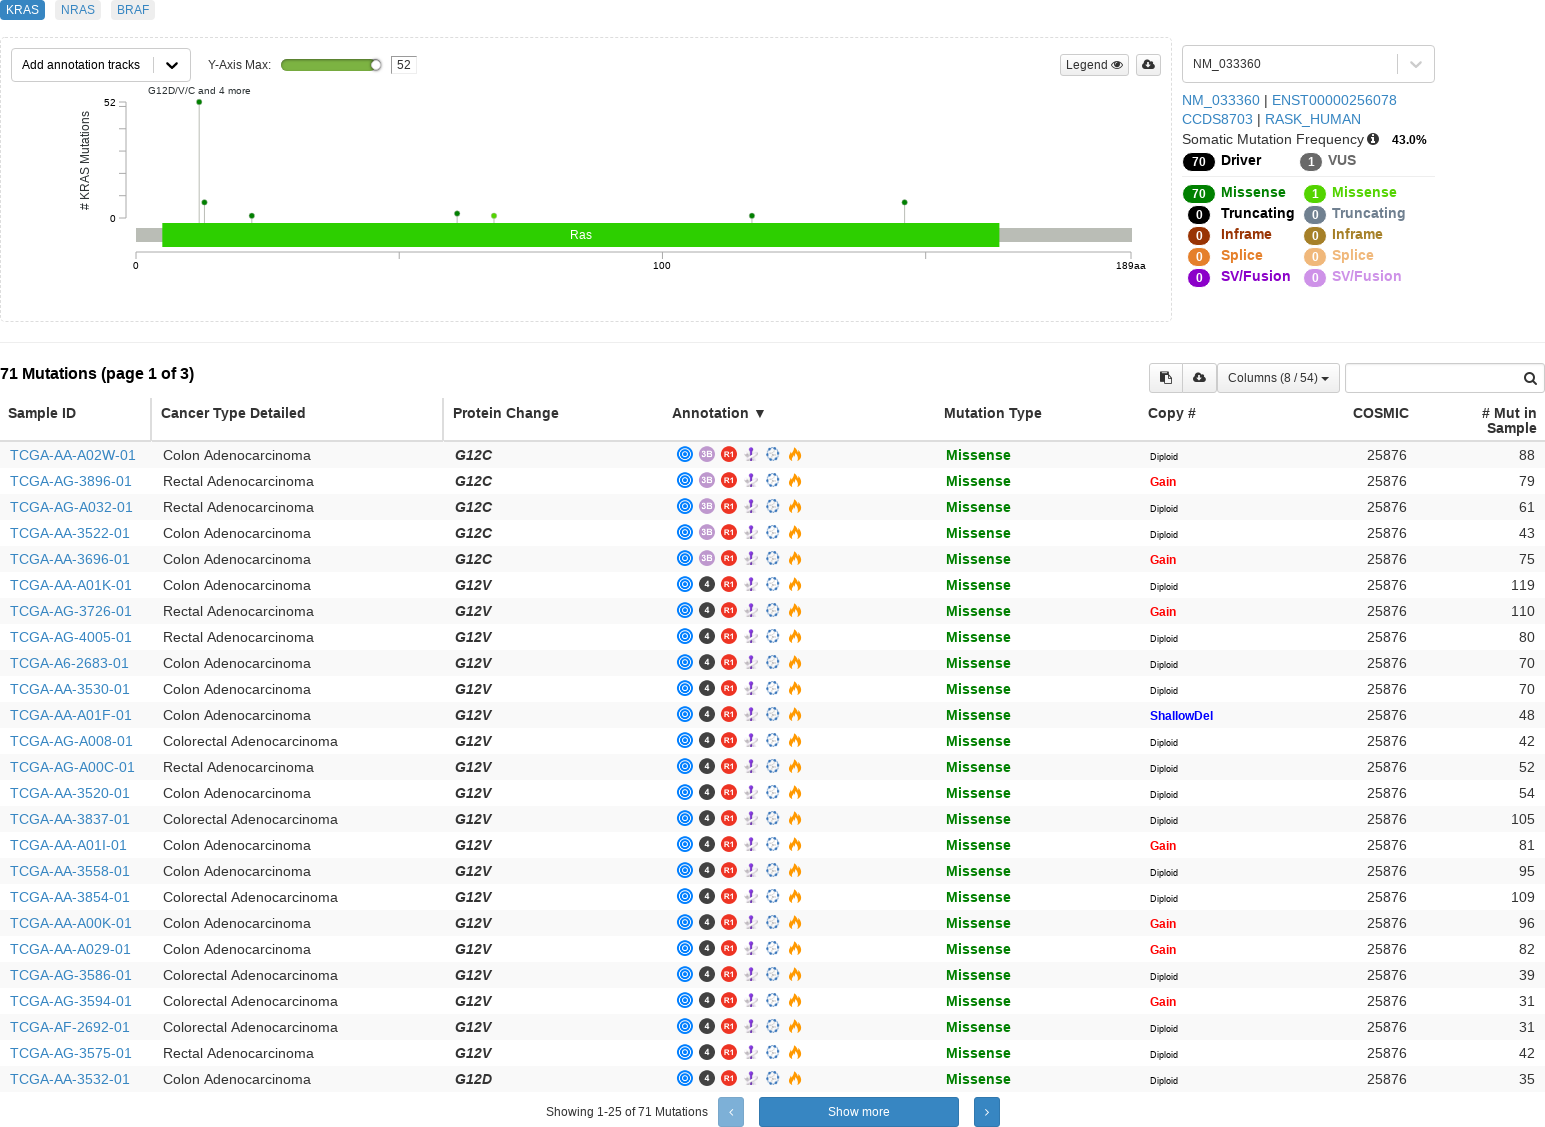 KRAS NRAS BRAF
Add annotation tracks Y-Axis Max: 52 Legend
G12D/V/C and 4 more
52
# KRAS Mutations
0
Ras
0 100 189aa
NM_033360
NM_033360 | ENST00000256078
CCDS8703 | RASK_HUMAN
Somatic Mutation Frequency 43.0%
70 Driver 1 VUS
70 Missense 1 Missense
0 Truncating 0 Truncating
0 Inframe 0 Inframe
0 Splice 0 Splice
0 SV/Fusion 0 SV/Fusion
71 Mutations (page 1 of 3) Columns (8 / 54)
Sample ID Cancer Type Detailed Protein Change Annotation ▼ Mutation Type Copy # COSMIC # Mut in Sample
TCGA-AA-A02W-01 Colon Adenocarcinoma G12C 3B R1 Missense Diploid 25876 88
TCGA-AG-3896-01 Rectal Adenocarcinoma G12C 3B R1 Missense Gain 25876 79
TCGA-AG-A032-01 Rectal Adenocarcinoma G12C 3B R1 Missense Diploid 25876 61
TCGA-AA-3522-01 Colon Adenocarcinoma G12C 3B R1 Missense Diploid 25876 43
TCGA-AA-3696-01 Colon Adenocarcinoma G12C 3B R1 Missense Gain 25876 75
TCGA-AA-A01K-01 Colon Adenocarcinoma G12V 4 R1 Missense Diploid 25876 119
TCGA-AG-3726-01 Rectal Adenocarcinoma G12V 4 R1 Missense Gain 25876 110
TCGA-AG-4005-01 Rectal Adenocarcinoma G12V 4 R1 Missense Diploid 25876 80
TCGA-A6-2683-01 Colon Adenocarcinoma G12V 4 R1 Missense Diploid 25876 70
TCGA-AA-3530-01 Colon Adenocarcinoma G12V 4 R1 Missense Diploid 25876 70
TCGA-AA-A01F-01 Colon Adenocarcinoma G12V 4 R1 Missense ShallowDel 25876 48
TCGA-AG-A008-01 Colorectal Adenocarcinoma G12V 4 R1 Missense Diploid 25876 42
TCGA-AG-A00C-01 Rectal Adenocarcinoma G12V 4 R1 Missense Diploid 25876 52
TCGA-AA-3520-01 Colon Adenocarcinoma G12V 4 R1 Missense Diploid 25876 54
TCGA-AA-3837-01 Colorectal Adenocarcinoma G12V 4 R1 Missense Diploid 25876 105
TCGA-AA-A01I-01 Colon Adenocarcinoma G12V 4 R1 Missense Gain 25876 81
TCGA-AA-3558-01 Colon Adenocarcinoma G12V 4 R1 Missense Diploid 25876 95
TCGA-AA-3854-01 Colorectal Adenocarcinoma G12V 4 R1 Missense Diploid 25876 109
TCGA-AA-A00K-01 Colon Adenocarcinoma G12V 4 R1 Missense Gain 25876 96
TCGA-AA-A029-01 Colon Adenocarcinoma G12V 4 R1 Missense Gain 25876 82
TCGA-AG-3586-01 Colorectal Adenocarcinoma G12V 4 R1 Missense Diploid 25876 39
TCGA-AG-3594-01 Colorectal Adenocarcinoma G12V 4 R1 Missense Gain 25876 31
TCGA-AF-2692-01 Colorectal Adenocarcinoma G12V 4 R1 Missense Diploid 25876 31
TCGA-AG-3575-01 Rectal Adenocarcinoma G12V 4 R1 Missense Diploid 25876 42
TCGA-AA-3532-01 Colon Adenocarcinoma G12D 4 R1 Missense Diploid 25876 35
Showing 1-25 of 71 Mutations ‹ Show more ›